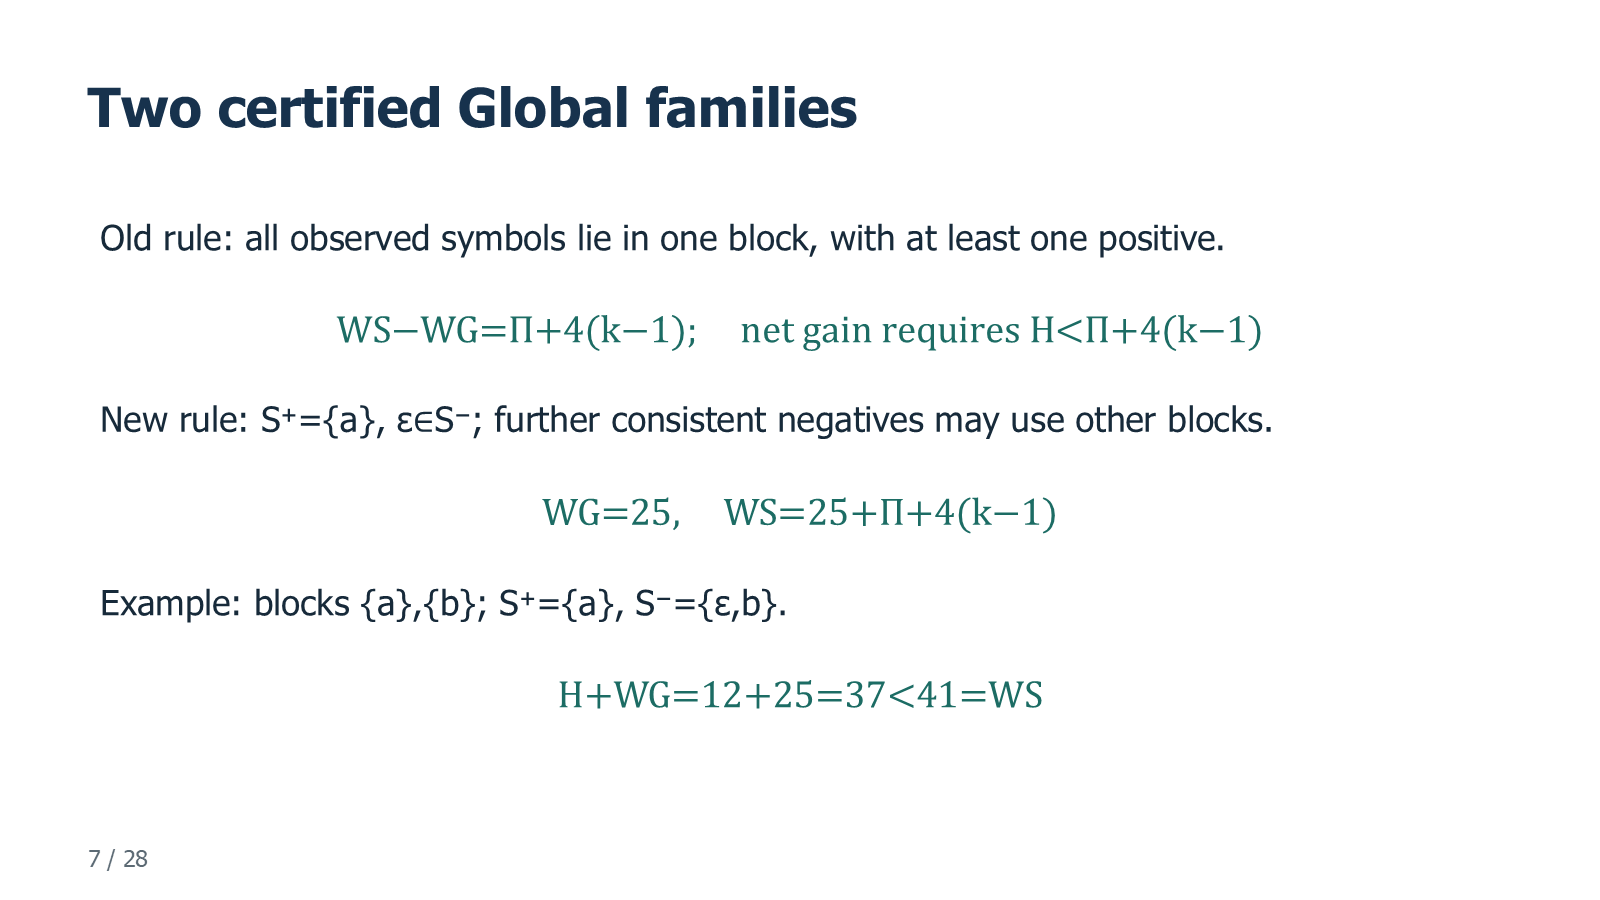 Two certified Global families
Old rule: all observed symbols lie in one block, with at least one positive.
WS−WG=Π+4(k−1);  net gain requires H<Π+4(k−1)
New rule: S⁺={a}, ε∈S⁻; further consistent negatives may use other blocks.
WG=25,  WS=25+Π+4(k−1)
Example: blocks {a},{b}; S⁺={a}, S⁻={ε,b}.
H+WG=12+25=37<41=WS
7 / 28